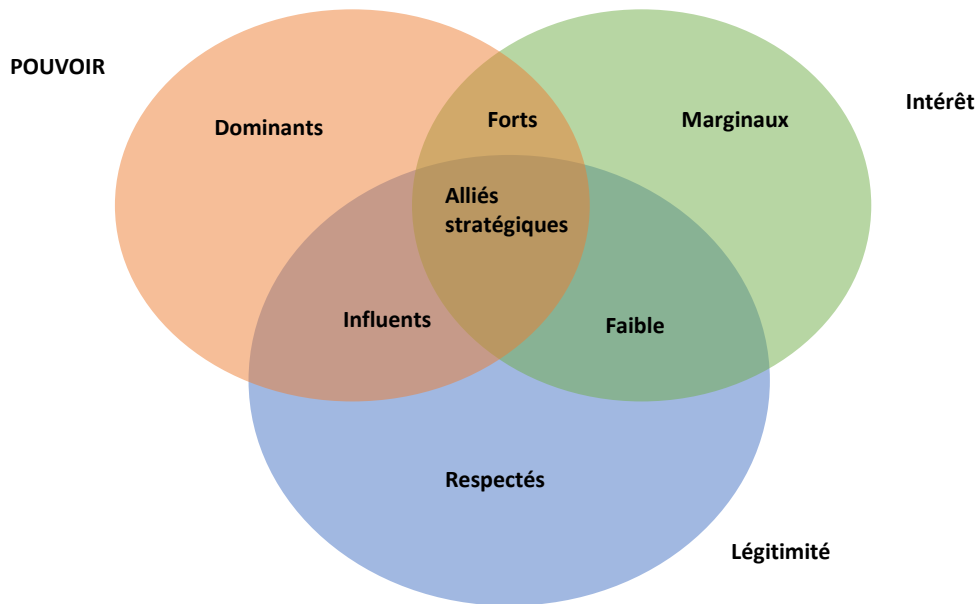 POUVOIR
Intérêt
Dominants
Forts
Marginaux
Alliés
stratégiques
Influents
Faible
Respectés
Légitimité